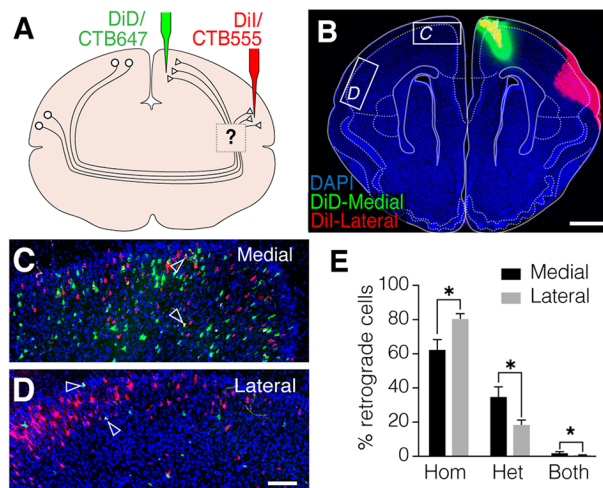 A
DiD/
CTB647
DiI/
CTB555
?
B
C
D
DAPI
DiD-Medial
DiI-Lateral
C
Medial
D
Lateral
E
% retrograde cells
100
80
60
40
20
0
Medial
Lateral
*
*
*
Hom
Het
Both